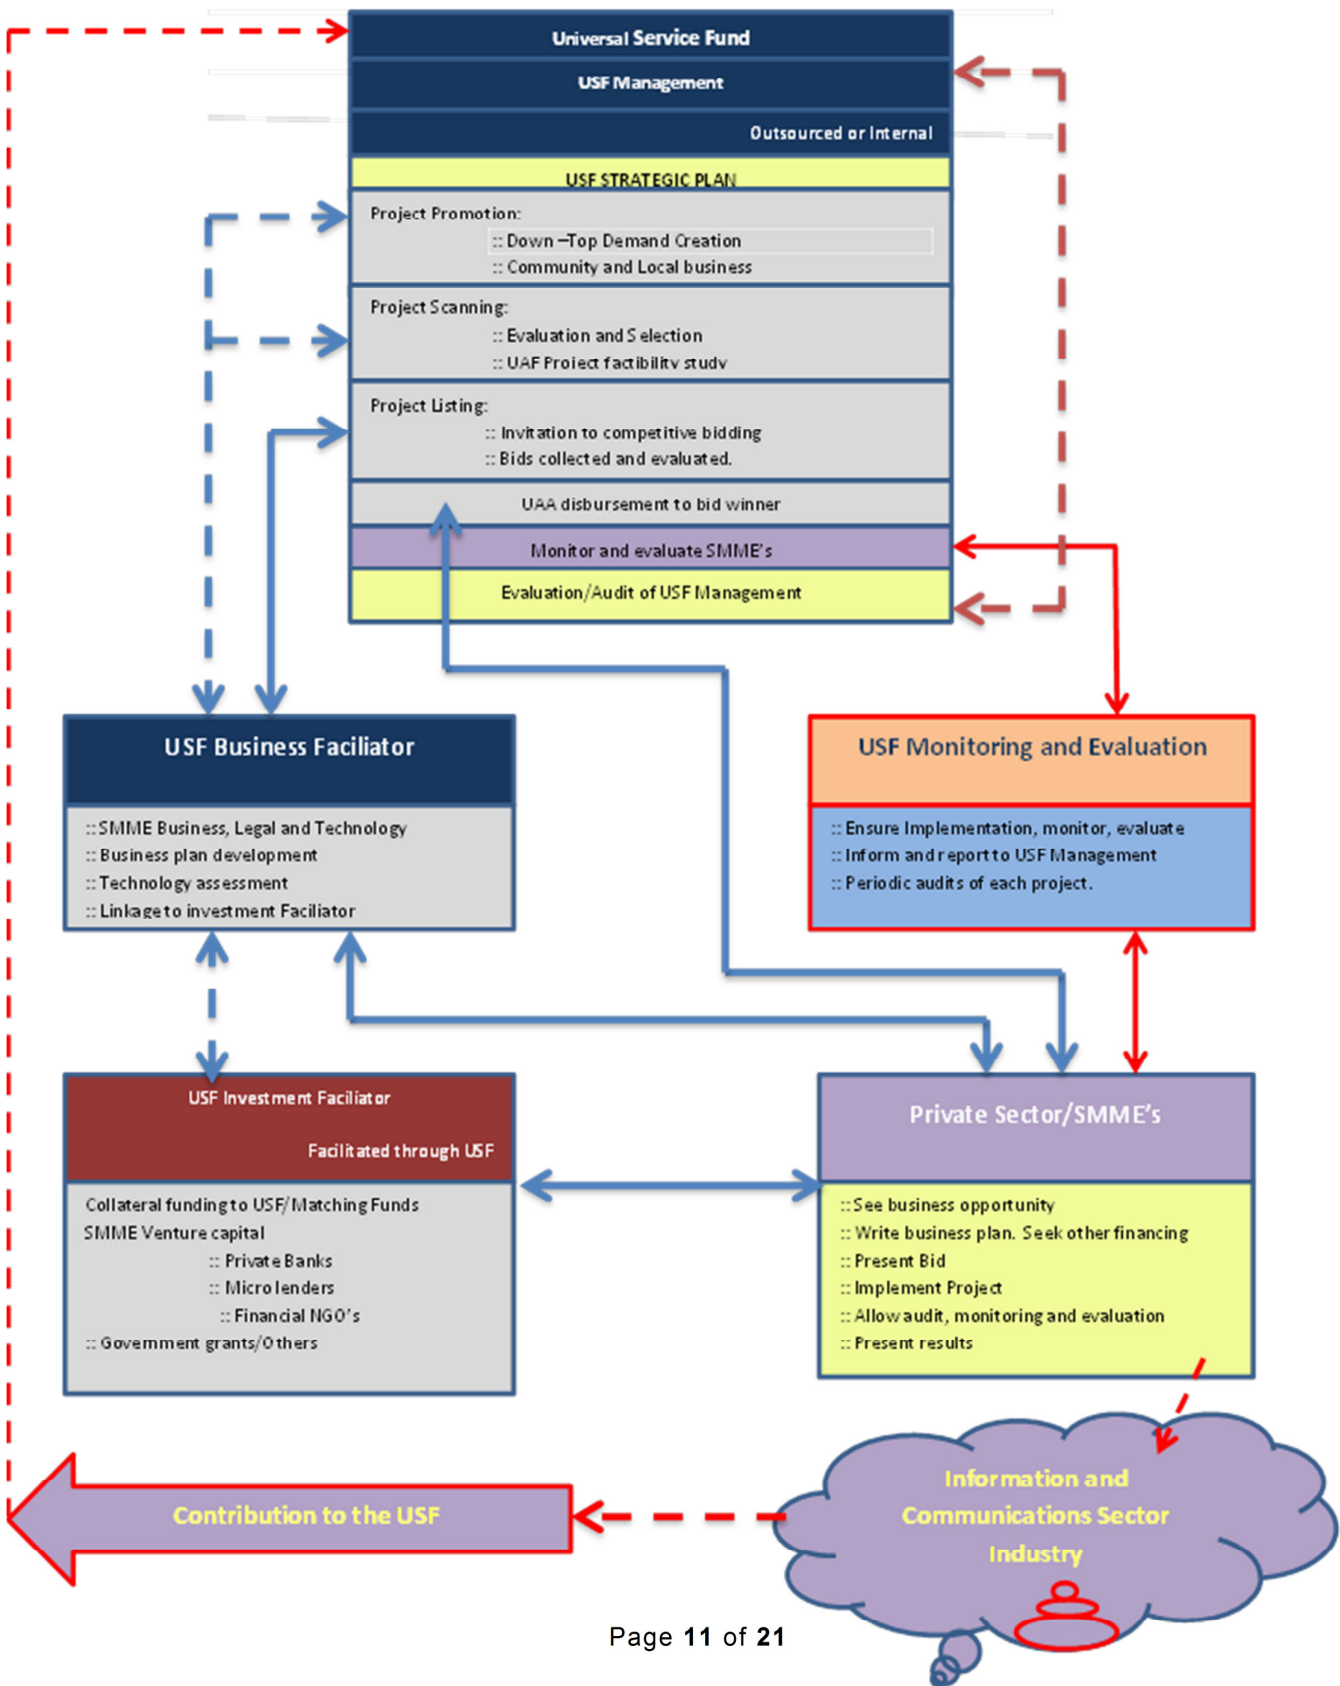 Universal Service Fund
USF Management
Outsourced or Internal
USF STRATEGIC PLAN
Project Promotion:
:: Down –Top Demand Creation
:: Community and Local business
Project Scanning:
:: Evaluation and Selection
:: UAF Project factibility study
Project Listing:
:: Invitation to competitive bidding
:: Bids collected and evaluated.
UAA disbursement to bid winner
Monitor and evaluate SMME's
Evaluation/Audit of USF Management
USF Business Faciliator
:: SMME Business, Legal and Technology
:: Business plan development
:: Technology assessment
:: Linkage to investment Faciliator
USF Monitoring and Evaluation
:: Ensure Implementation, monitor, evaluate
:: Inform and report to USF Management
:: Periodic audits of each project.
USF Investment Faciliator
Facilitated through USF
Collateral funding to USF/Matching Funds
SMME Venture capital
:: Private Banks
:: Micro lenders
:: Financial NGO's
:: Government grants/Others
Private Sector/SMME's
:: See business opportunity
:: Write business plan. Seek other financing
:: Present Bid
:: Implement Project
:: Allow audit, monitoring and evaluation
:: Present results
Contribution to the USF
Information and
Communications Sector
Industry
Page 11 of 21